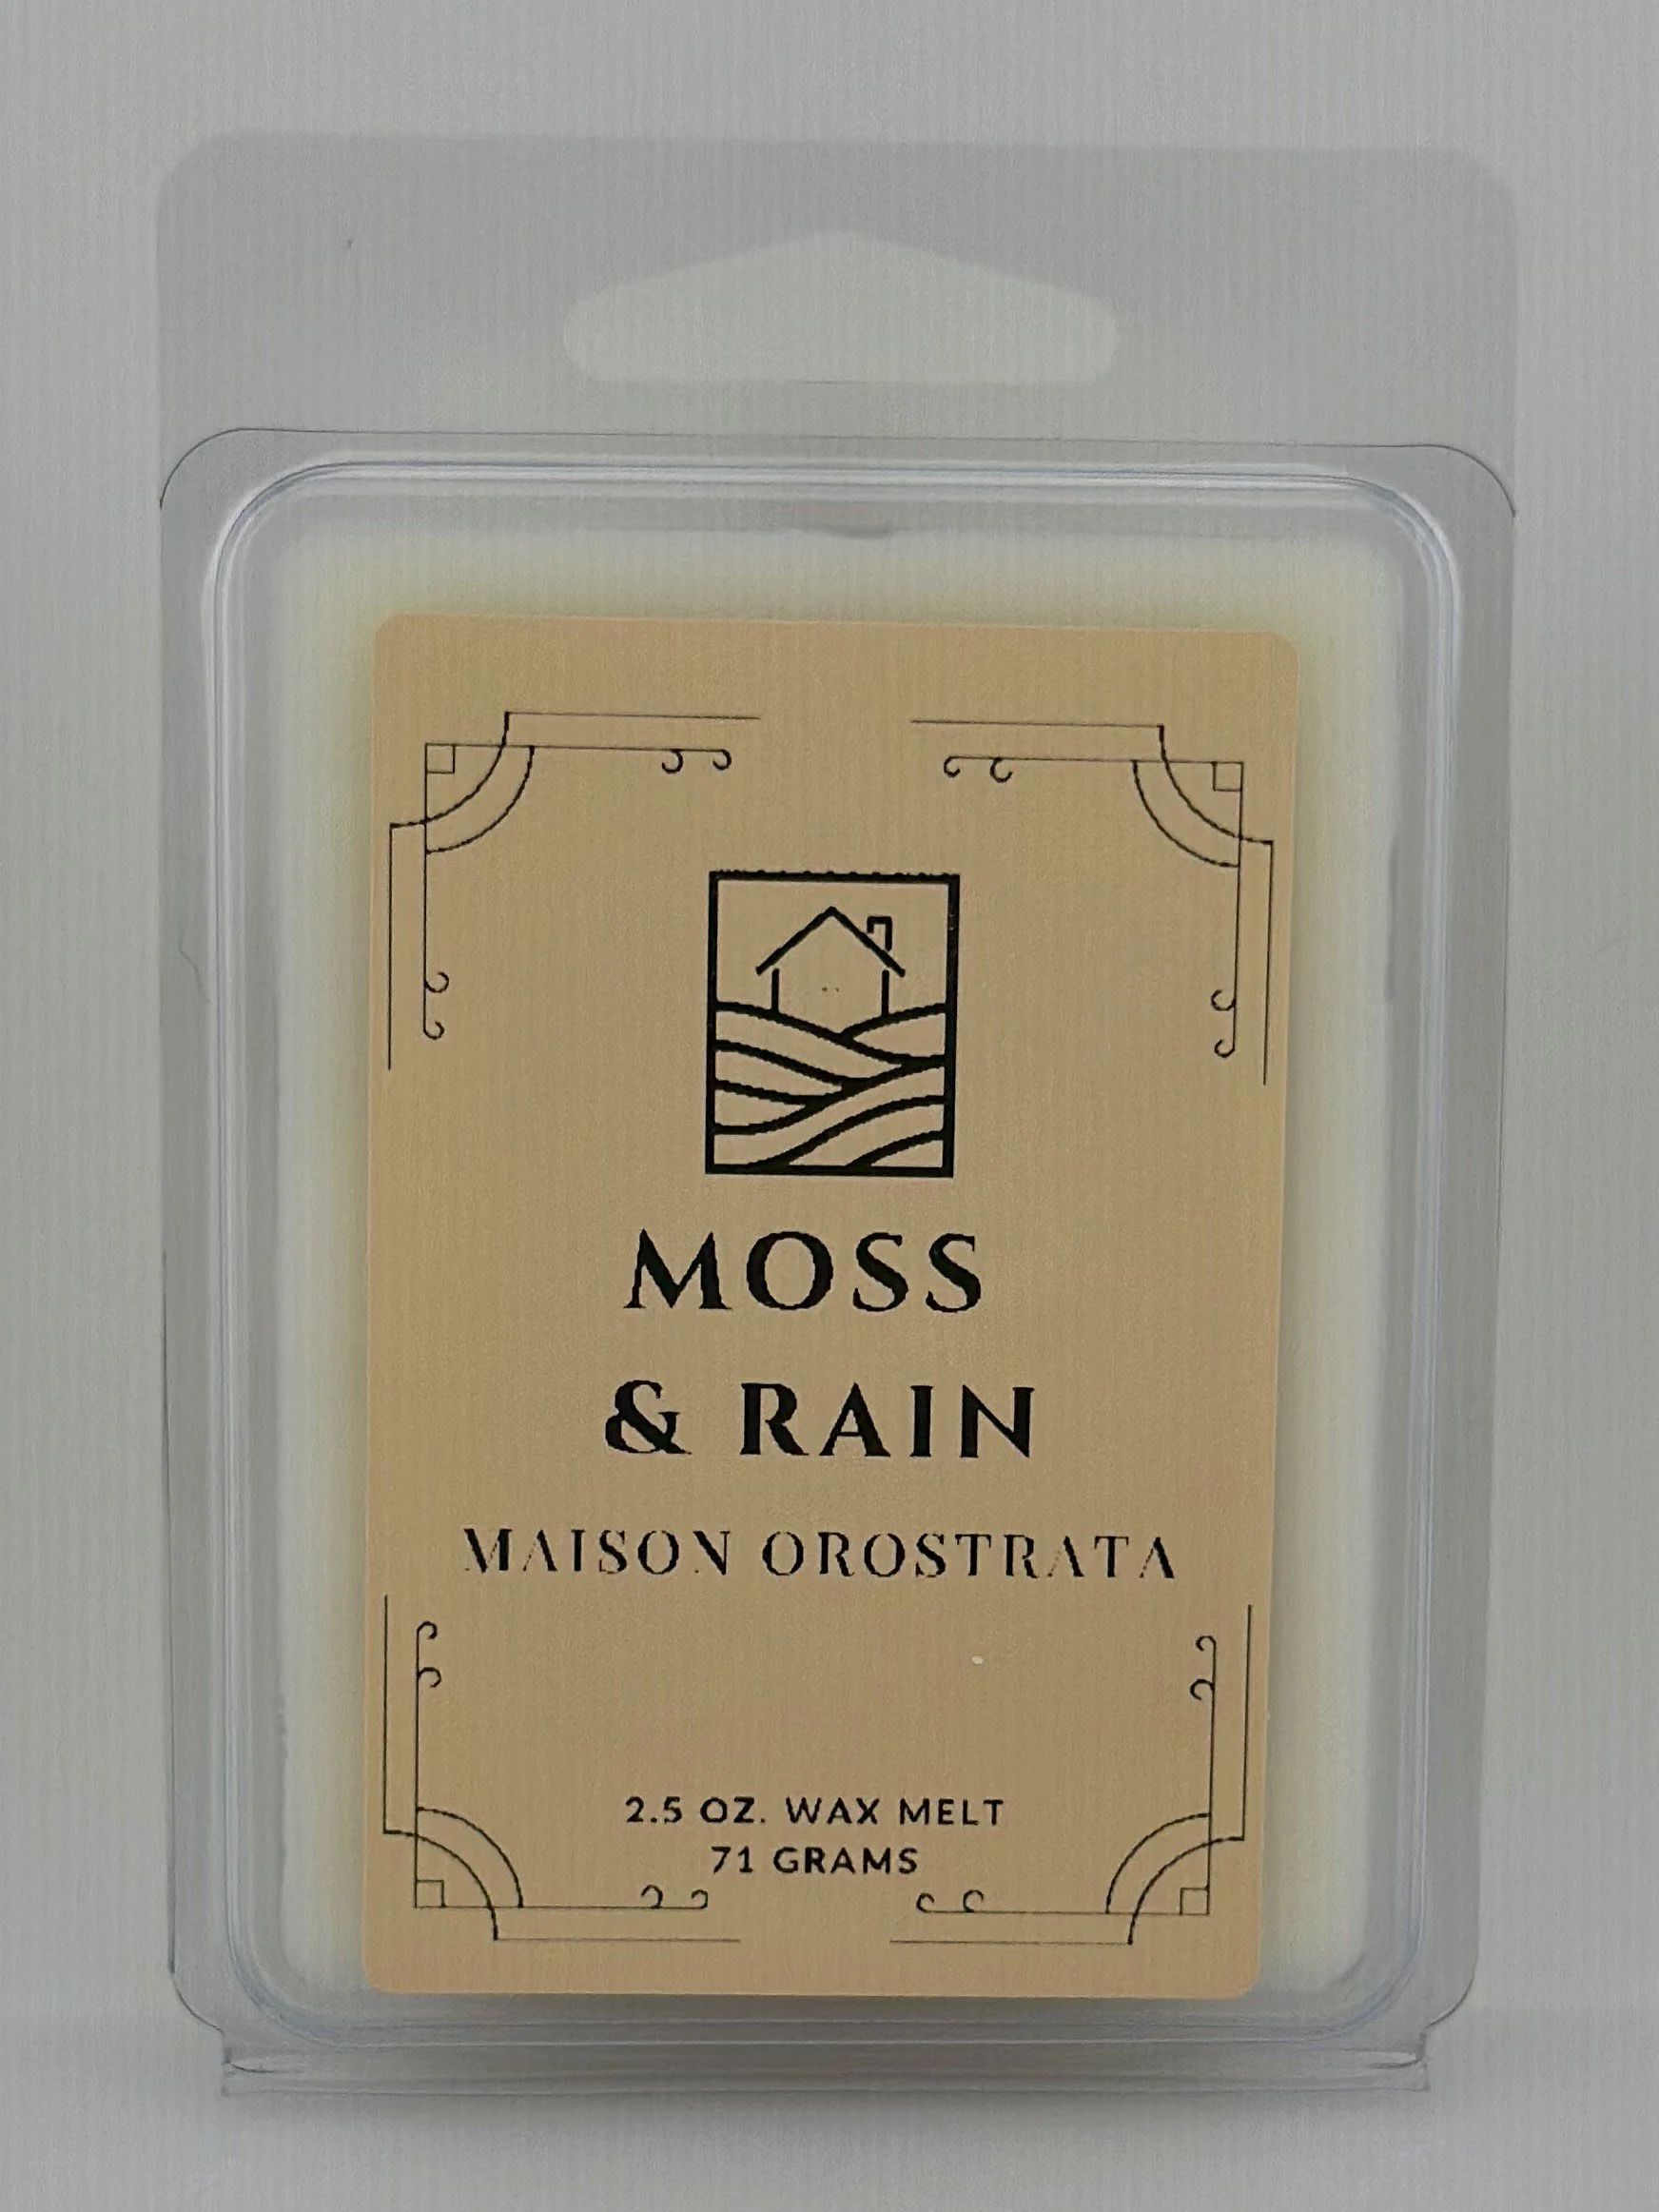 MOSS
& RAIN
MAISON OROSTRATA
2.5 OZ. WAX MELT
71 GRAMS